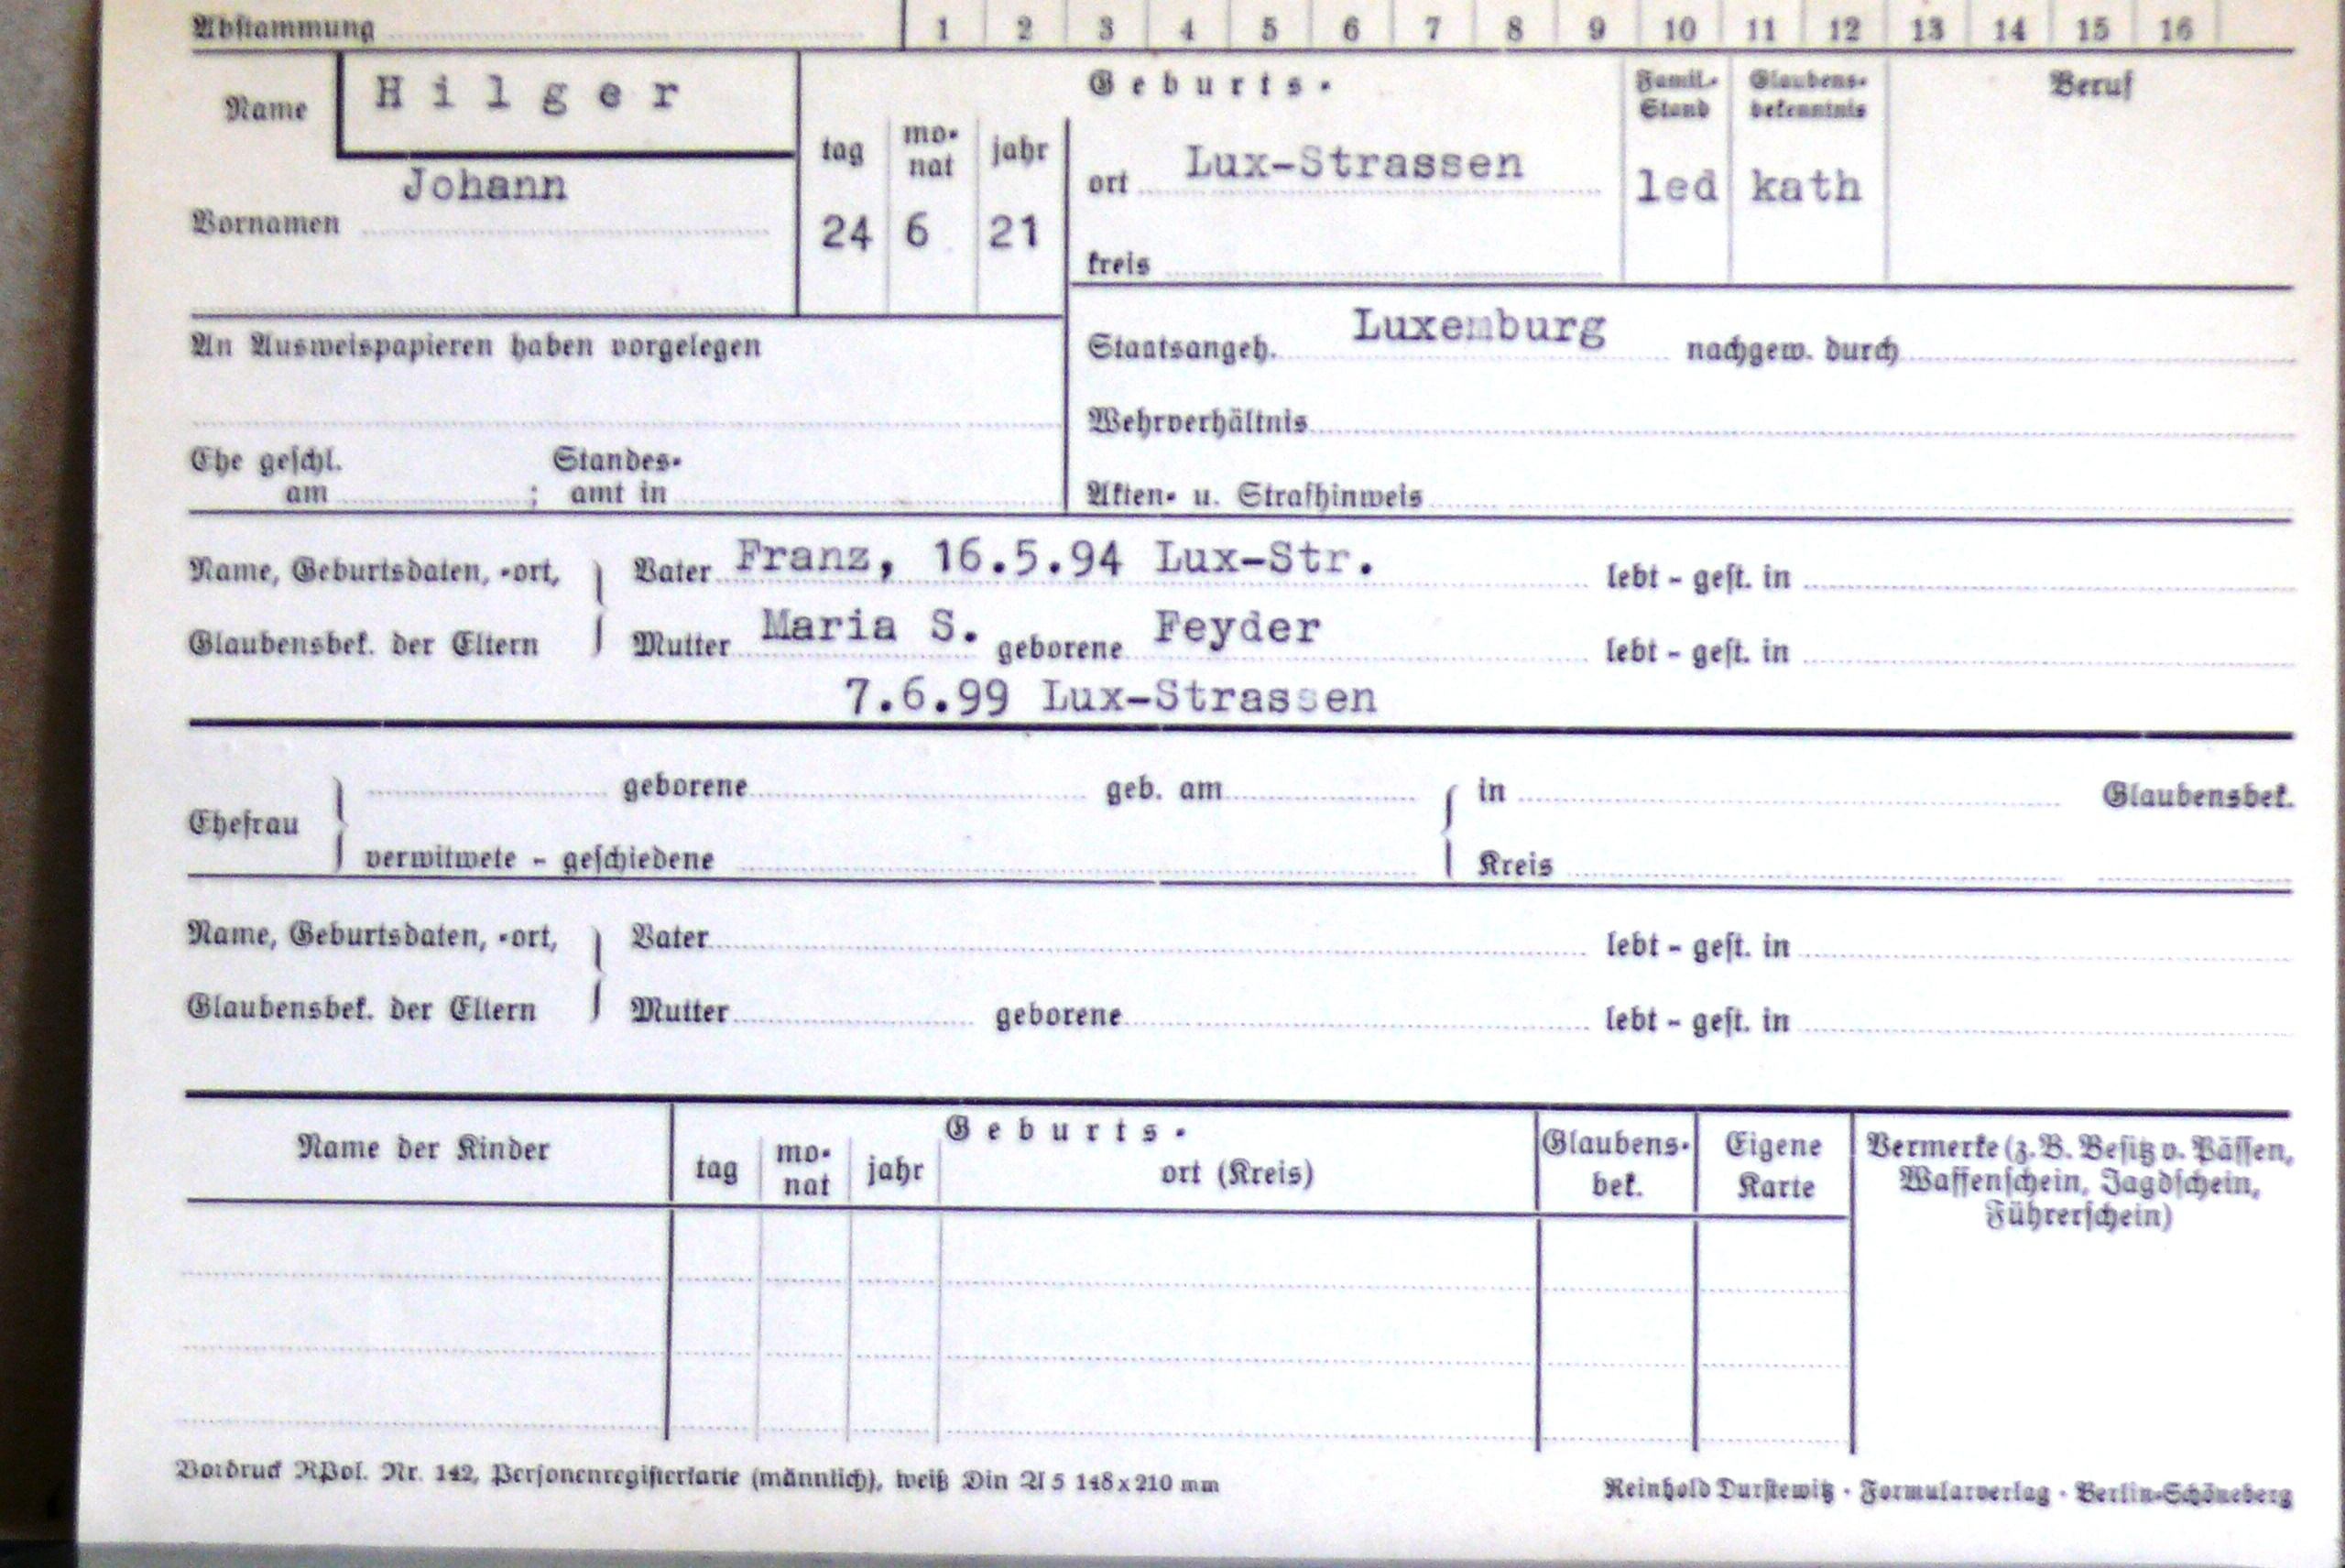 Abstammung 1 2 3 4 5 6 7 8 9 10 11 12 13 14 15 16
Name Hilger
Vornamen Johann
Geburts-
tag mo-nat jahr
24 6 21
ort Lux-Strassen
kreis
Famil.-Stand
led
Glaubens-bekenntnis
kath
Beruf
An Ausweispapieren haben vorgelegen
Staatsangeh. Luxemburg nachgew. durch
Wehrverhältnis
Ehe geschl. am ; Standes-amt in
Akten- u. Strafhinweis
Name, Geburtsdaten, -ort, Vater Franz, 16.5.94 Lux-Str. lebt - gest. in
Glaubensbek. der Eltern Mutter Maria S. geborene Feyder lebt - gest. in
7.6.99 Lux-Strassen
Ehefrau geborene geb. am in Glaubensbek.
verwitwete - geschiedene Kreis
Name, Geburtsdaten, -ort, Vater lebt - gest. in
Glaubensbek. der Eltern Mutter geborene lebt - gest. in
Name der Kinder
Geburts-
tag mo-nat jahr ort (Kreis)
Glaubens-bek.
Eigene Karte
Vermerke (z. B. Besitz v. Pässen,
Waffenschein, Jagdschein,
Führerschein)
Vordruck RPol. Nr. 142, Personenregisterkarte (männlich), weiß Din A 5 148x210 mm
Reinhold Durstewitz · Formularverlag · Berlin-Schöneberg